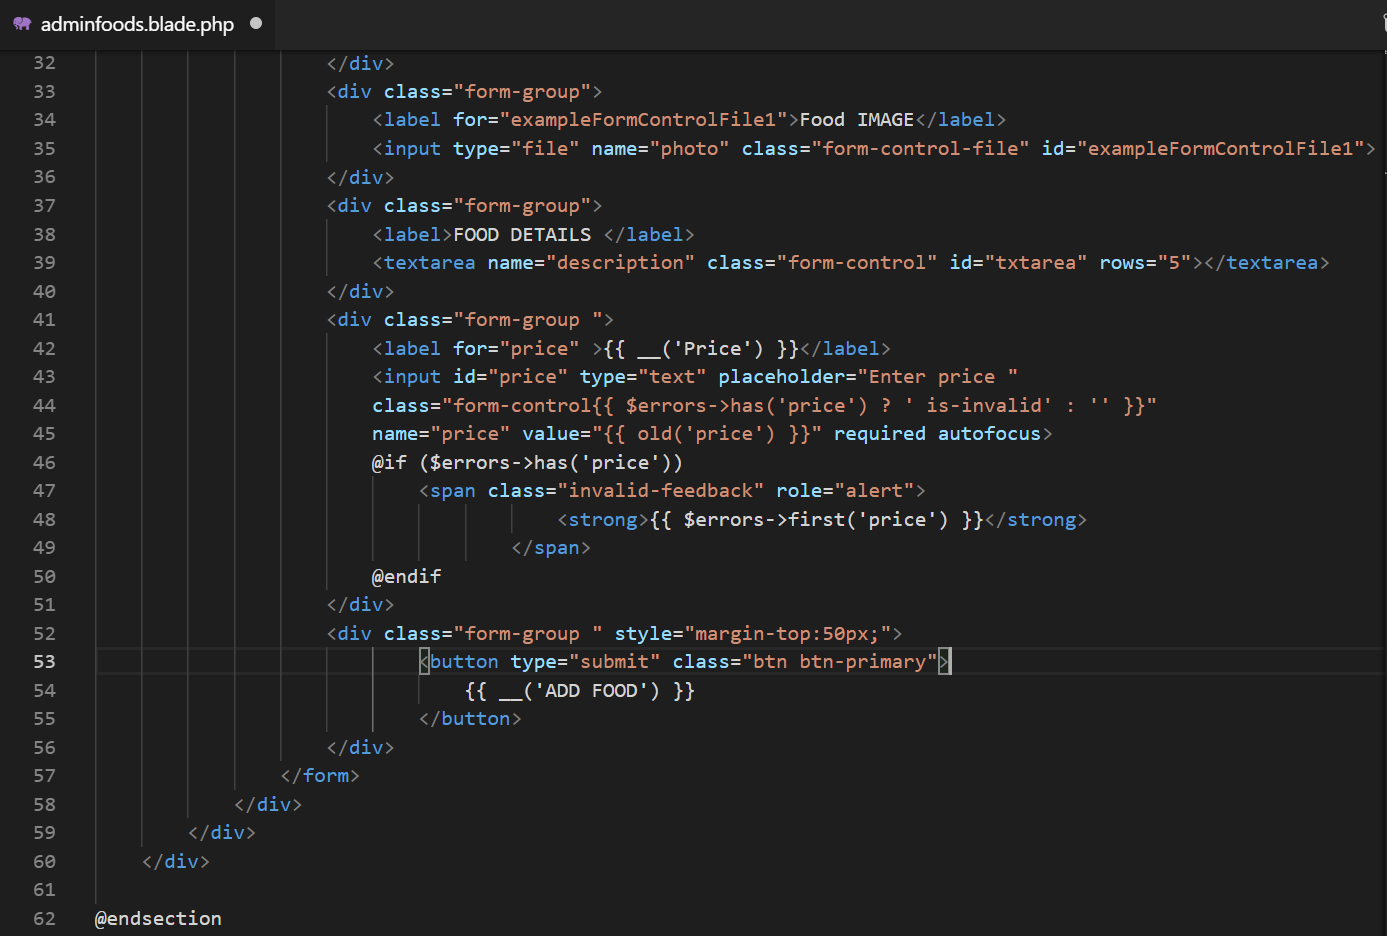 adminfoods.blade.php
32 </div>
33 <div class="form-group">
34 <label for="exampleFormControlFile1">Food IMAGE</label>
35 <input type="file" name="photo" class="form-control-file" id="exampleFormControlFile1">
36 </div>
37 <div class="form-group">
38 <label>FOOD DETAILS </label>
39 <textarea name="description" class="form-control" id="txtarea" rows="5"></textarea>
40 </div>
41 <div class="form-group ">
42 <label for="price" >{{ __('Price') }}</label>
43 <input id="price" type="text" placeholder="Enter price "
44 class="form-control{{ $errors->has('price') ? ' is-invalid' : '' }}"
45 name="price" value="{{ old('price') }}" required autofocus>
46 @if ($errors->has('price'))
47 <span class="invalid-feedback" role="alert">
48 <strong>{{ $errors->first('price') }}</strong>
49 </span>
50 @endif
51 </div>
52 <div class="form-group " style="margin-top:50px;">
53 <button type="submit" class="btn btn-primary">
54 {{ __('ADD FOOD') }}
55 </button>
56 </div>
57 </form>
58 </div>
59 </div>
60 </div>
61
62 @endsection